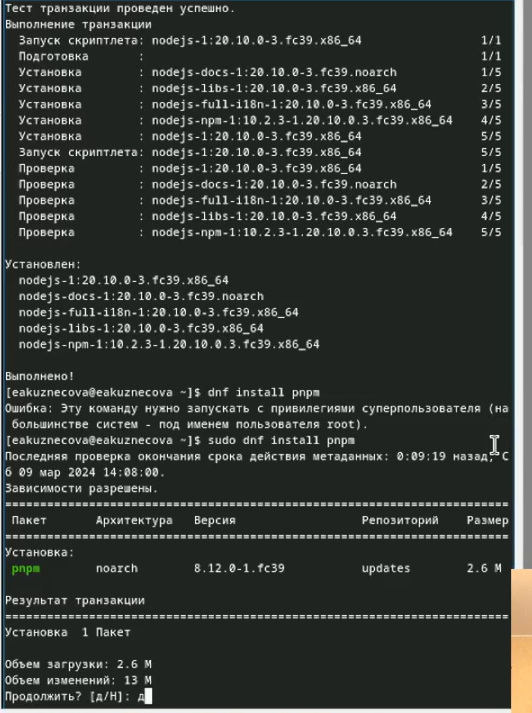 Тест транзакции проведен успешно.
Выполнение транзакции
Запуск скриптлета: nodejs-1:20.10.0-3.fc39.x86_64 1/1
Подготовка : 1/1
Установка : nodejs-docs-1:20.10.0-3.fc39.noarch 1/5
Установка : nodejs-libs-1:20.10.0-3.fc39.x86_64 2/5
Установка : nodejs-full-i18n-1:20.10.0-3.fc39.x86_64 3/5
Установка : nodejs-npm-1:10.2.3-1.20.10.0.3.fc39.x86_64 4/5
Установка : nodejs-1:20.10.0-3.fc39.x86_64 5/5
Запуск скриптлета: nodejs-1:20.10.0-3.fc39.x86_64 5/5
Проверка : nodejs-1:20.10.0-3.fc39.x86_64 1/5
Проверка : nodejs-docs-1:20.10.0-3.fc39.noarch 2/5
Проверка : nodejs-full-i18n-1:20.10.0-3.fc39.x86_64 3/5
Проверка : nodejs-libs-1:20.10.0-3.fc39.x86_64 4/5
Проверка : nodejs-npm-1:10.2.3-1.20.10.0.3.fc39.x86_64 5/5
Установлен:
nodejs-1:20.10.0-3.fc39.x86_64
nodejs-docs-1:20.10.0-3.fc39.noarch
nodejs-full-i18n-1:20.10.0-3.fc39.x86_64
nodejs-libs-1:20.10.0-3.fc39.x86_64
nodejs-npm-1:10.2.3-1.20.10.0.3.fc39.x86_64
Выполнено!
[eakuznecova@eakuznecova ~]$ dnf install pnpm
Ошибка: Эту команду нужно запускать с привилегиями суперпользователя (на
большинстве систем - под именем пользователя root).
[eakuznecova@eakuznecova ~]$ sudo dnf install pnpm
Последняя проверка окончания срока действия метаданных: 0:09:19 назад, С
б 09 мар 2024 14:08:00.
Зависимости разрешены.
Пакет Архитектура Версия Репозиторий Размер
Установка:
pnpm noarch 8.12.0-1.fc39 updates 2.6 M
Результат транзакции
Установка 1 Пакет
Объем загрузки: 2.6 M
Объем изменений: 13 M
Продолжить? [д/Н]: д